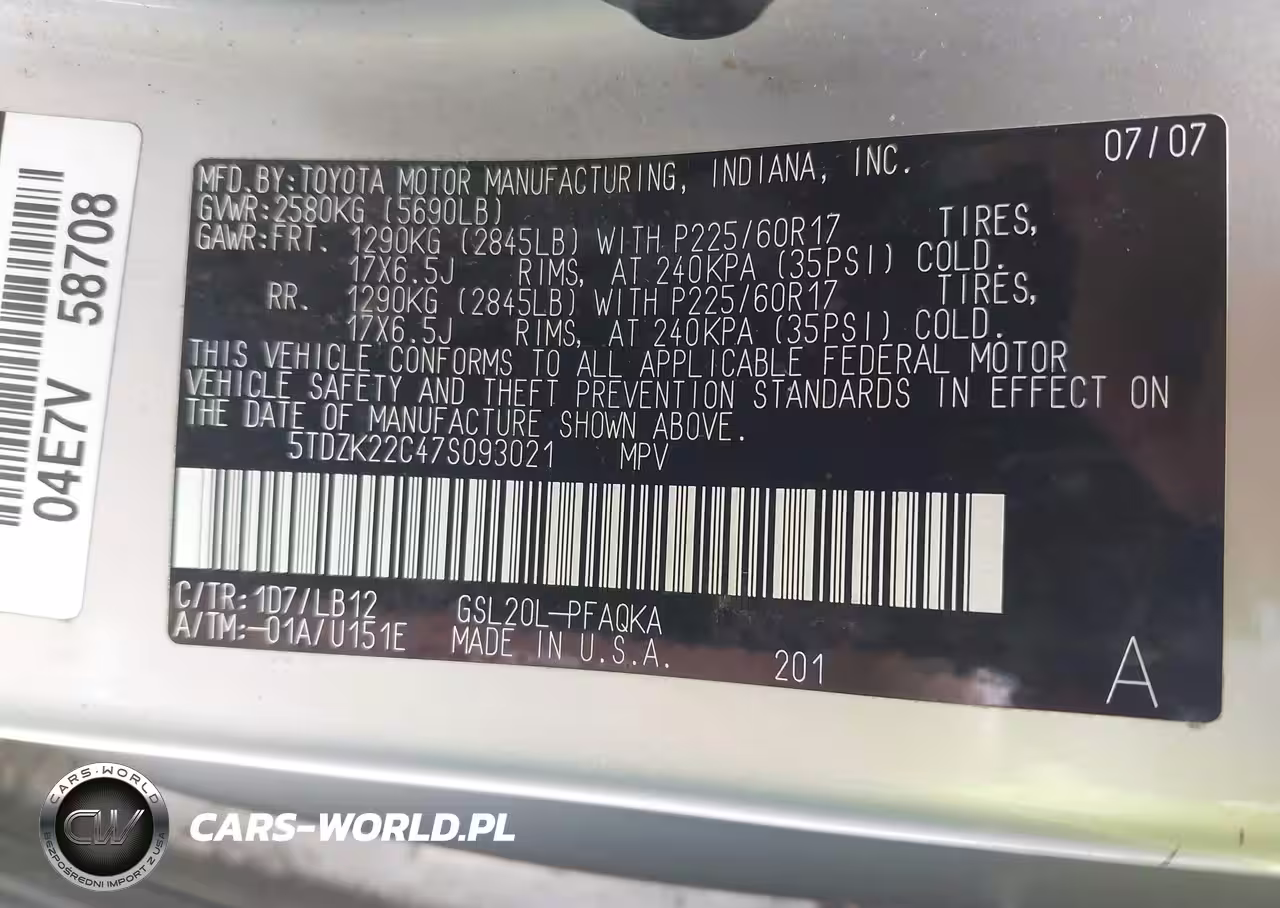 07/07
MFD.BY:TOYOTA MOTOR MANUFACTURING, INDIANA, INC.
GVWR:2580KG (5690LB)
GAWR:FRT. 1290KG (2845LB) WITH P225/60R17 TIRES,
17X6.5J RIMS, AT 240KPA (35PSI) COLD.
RR. 1290KG (2845LB) WITH P225/60R17 TIRES,
17X6.5J RIMS, AT 240KPA (35PSI) COLD.
THIS VEHICLE CONFORMS TO ALL APPLICABLE FEDERAL MOTOR
VEHICLE SAFETY AND THEFT PREVENTION STANDARDS IN EFFECT ON
THE DATE OF MANUFACTURE SHOWN ABOVE.
5TDZK22C47S093021 MPV
C/TR:1D7/LB12 GSL20L-PFAQKA
A/TM:-01A/U151E MADE IN U.S.A.
201
A
04E7V 58708
CARS-WORLD
CW
BEZPOŚREDNI IMPORT Z USA
CARS-WORLD.PL